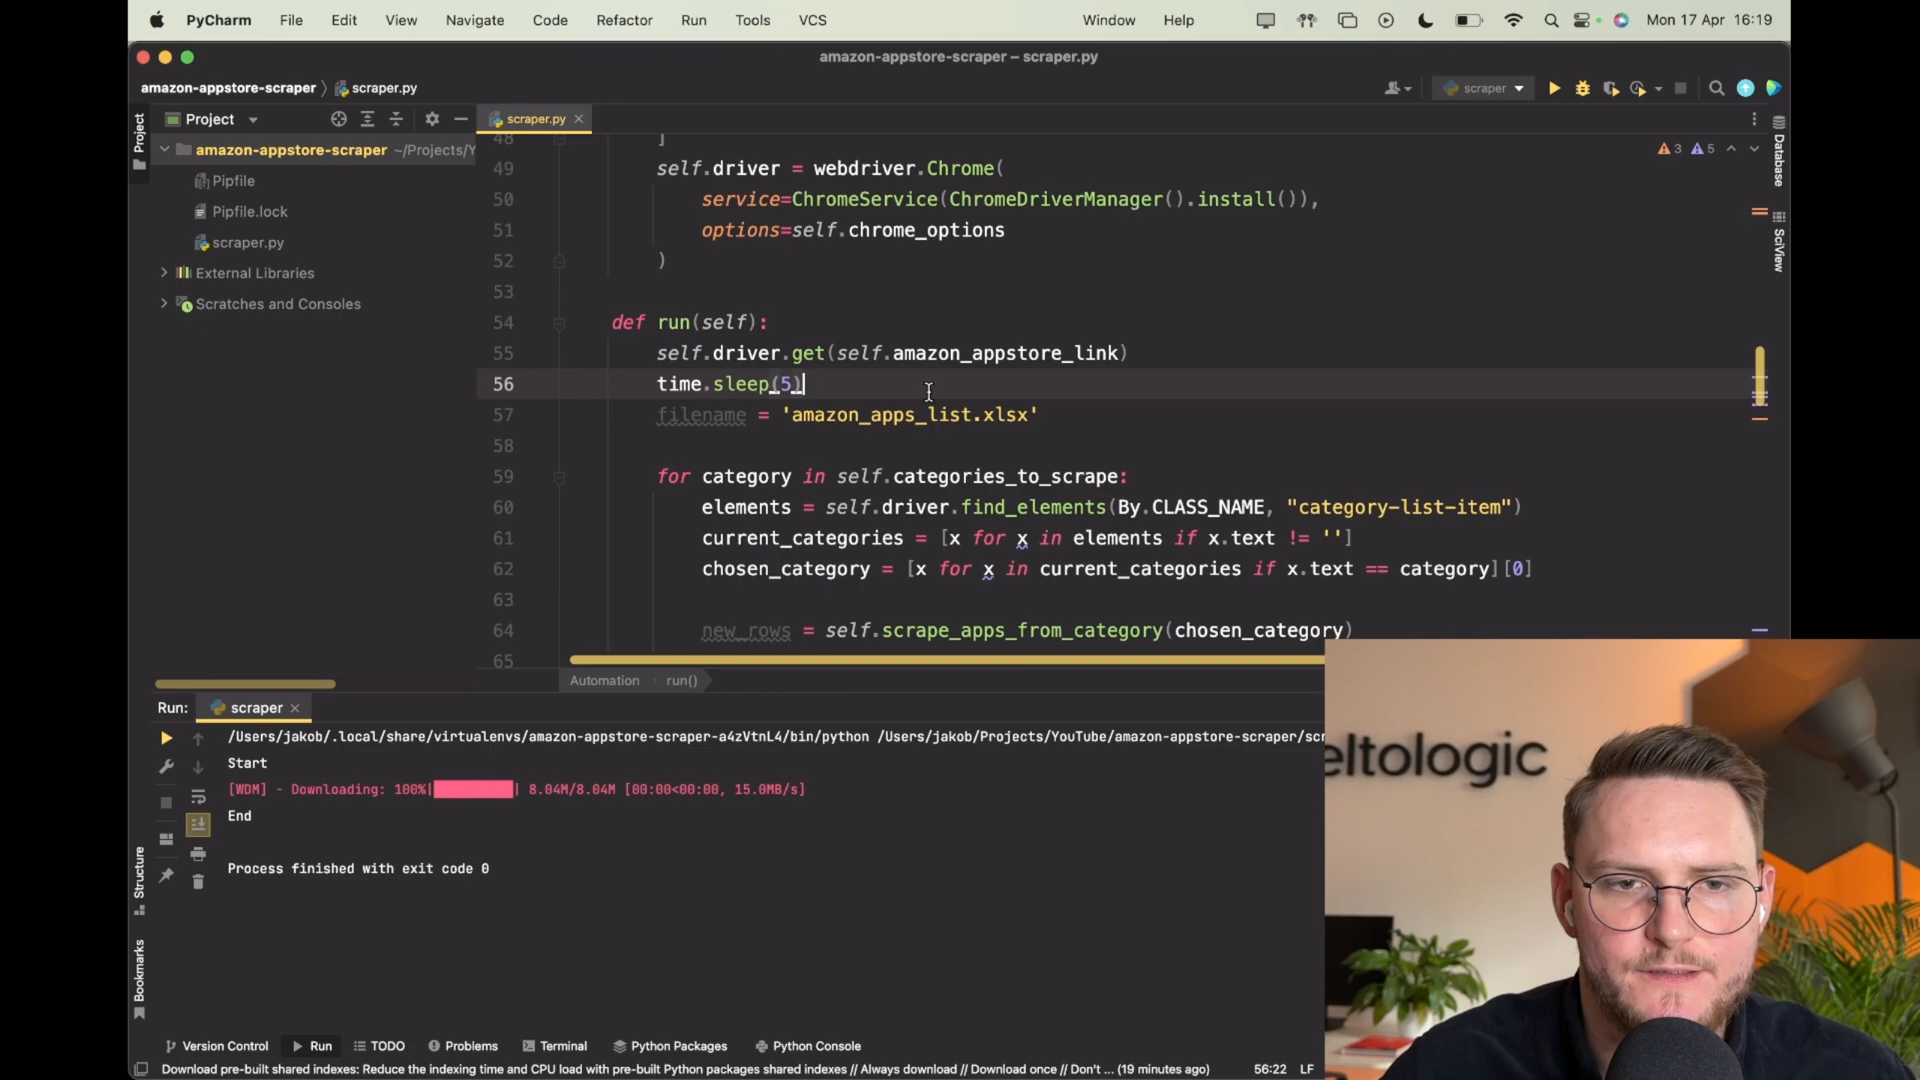 PyCharm File Edit View Navigate Code Refactor Run Tools VCS Window Help Mon 17 Apr 16:19
amazon-appstore-scraper – scraper.py
amazon-appstore-scraper 〉 scraper.py scraper
Project scraper.py
Project
amazon-appstore-scraper ~/Projects/Y
Pipfile
Pipfile.lock
scraper.py
External Libraries
Scratches and Consoles
3 5
Database
SciView
48 ]
49 self.driver = webdriver.Chrome(
50 service=ChromeService(ChromeDriverManager().install()),
51 options=self.chrome_options
52 )
53
54 def run(self):
55 self.driver.get(self.amazon_appstore_link)
56 time.sleep(5)
57 filename = 'amazon_apps_list.xlsx'
58
59 for category in self.categories_to_scrape:
60 elements = self.driver.find_elements(By.CLASS_NAME, "category-list-item")
61 current_categories = [x for x in elements if x.text != '']
62 chosen_category = [x for x in current_categories if x.text == category][0]
63
64 new_rows = self.scrape_apps_from_category(chosen_category)
65
Automation › run()
Run: scraper
/Users/jakob/.local/share/virtualenvs/amazon-appstore-scraper-a4zVtnL4/bin/python /Users/jakob/Projects/YouTube/amazon-appstore-scraper/scr
Start
[WDM] - Downloading: 100%|██████████| 8.04M/8.04M [00:00<00:00, 15.0MB/s]
End
Process finished with exit code 0
eltologic
Structure
Bookmarks
Version Control Run TODO Problems Terminal Python Packages Python Console
Download pre-built shared indexes: Reduce the indexing time and CPU load with pre-built Python packages shared indexes // Always download // Download once // Don't ... (19 minutes ago) 56:22 LF